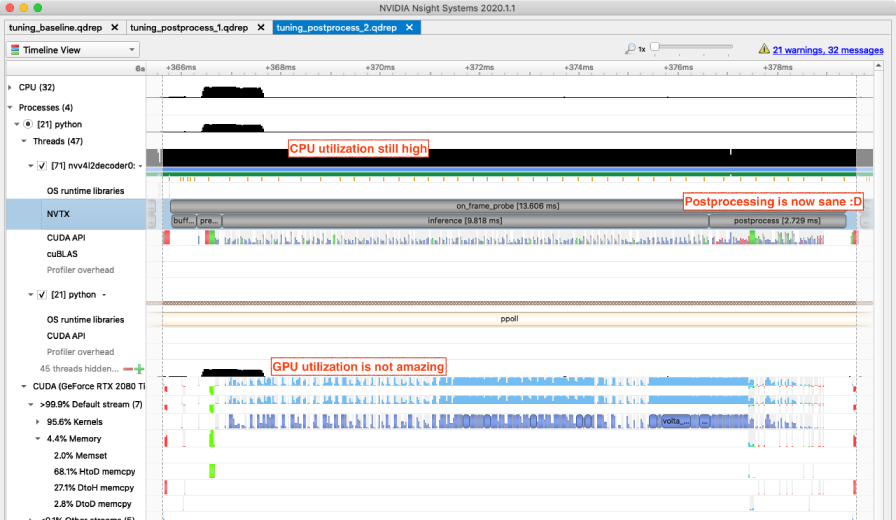 NVIDIA Nsight Systems 2020.1.1
tuning_baseline.qdrep ✕ tuning_postprocess_1.qdrep ✕ tuning_postprocess_2.qdrep ✕
Timeline View 1x 21 warnings, 32 messages
6s +366ms +368ms +370ms +372ms +374ms +376ms +378ms
CPU (32)
Processes (4)
[21] python
Threads (47)
CPU utilization still high
[71] nvv4l2decoder0:
OS runtime libraries
Postprocessing is now sane :D
on_frame_probe [13.606 ms]
NVTX
buff... pre... inference [9.818 ms] postprocess [2.729 ms]
CUDA API
cuBLAS
Profiler overhead
[21] python
OS runtime libraries ppoll
CUDA API
Profiler overhead
GPU utilization is not amazing
45 threads hidden...
CUDA (GeForce RTX 2080 Ti
>99.9% Default stream (7)
95.6% Kernels volta_... ...
4.4% Memory
2.0% Memset
68.1% HtoD memcpy
27.1% DtoH memcpy
2.8% DtoD memcpy
<0.1% Other streams (5)